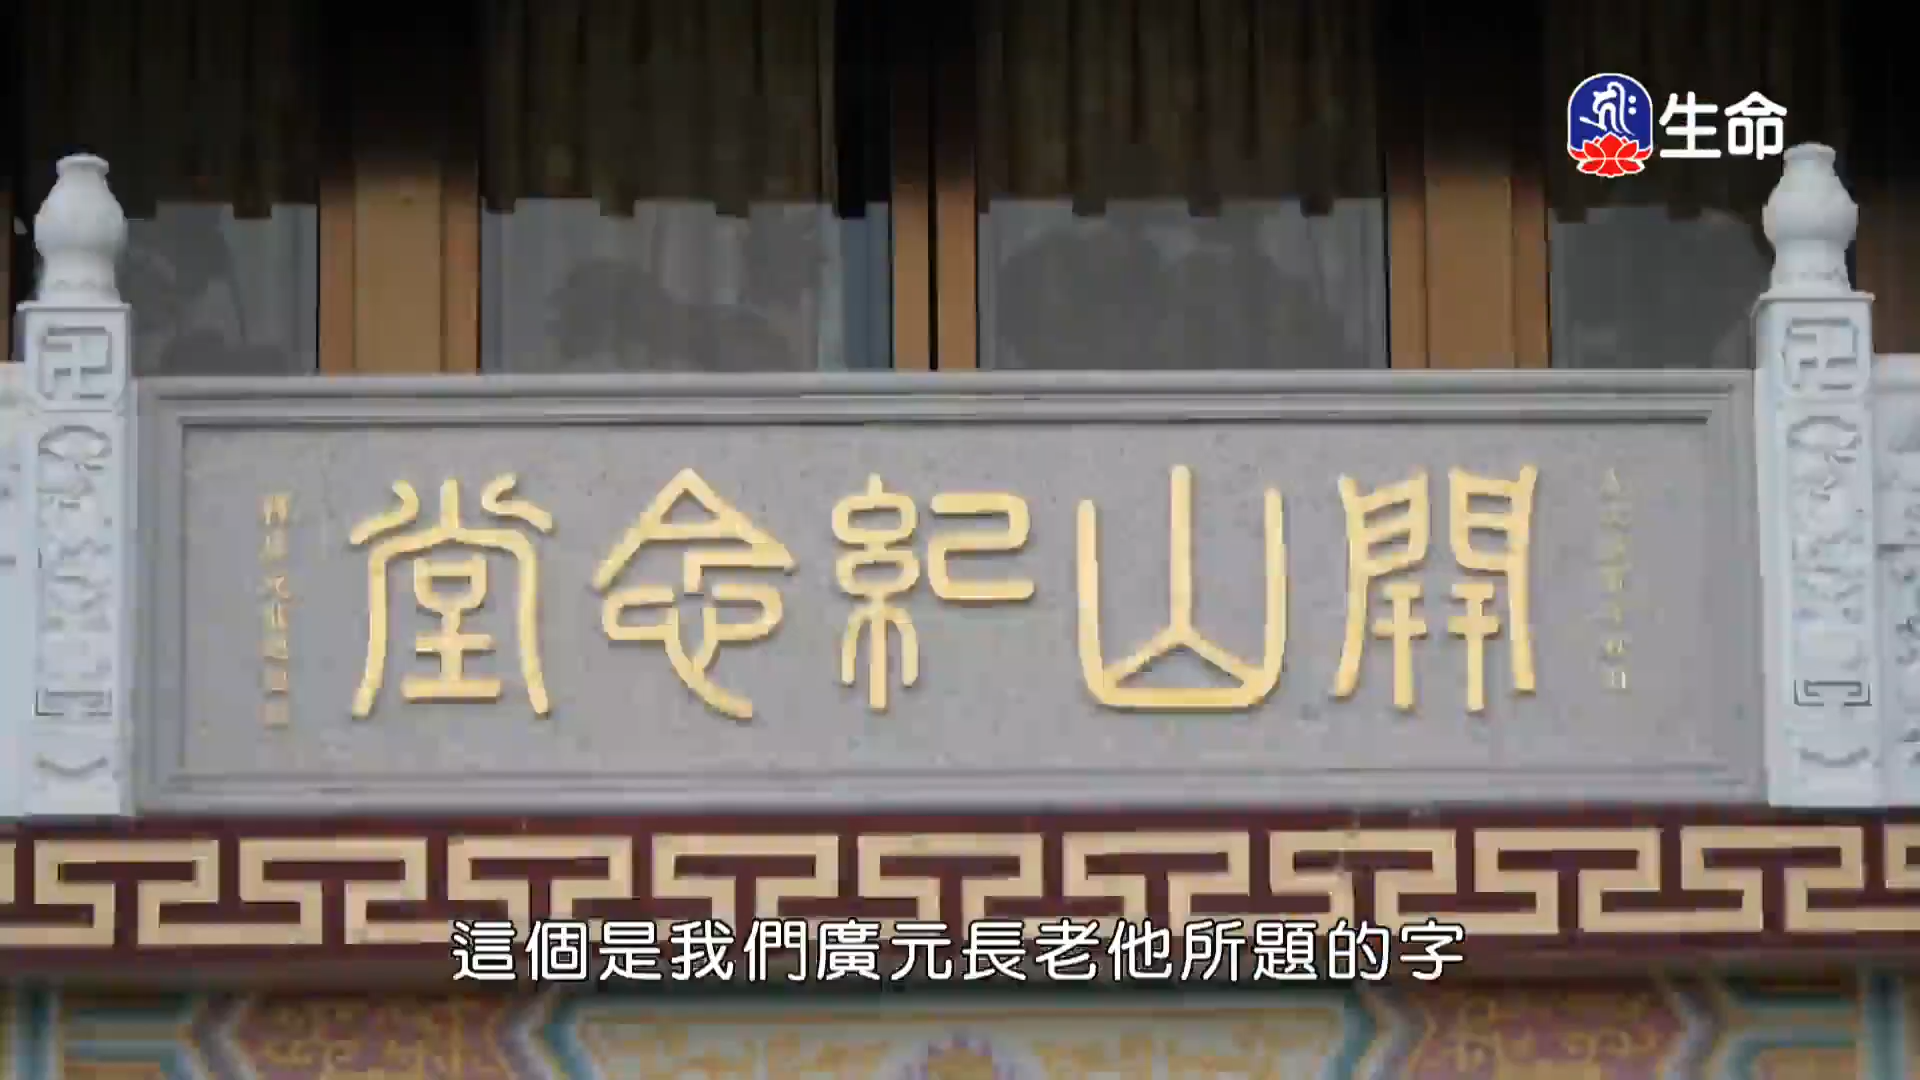 生命
開山紀念堂
這個是我們廣元長老他所題的字